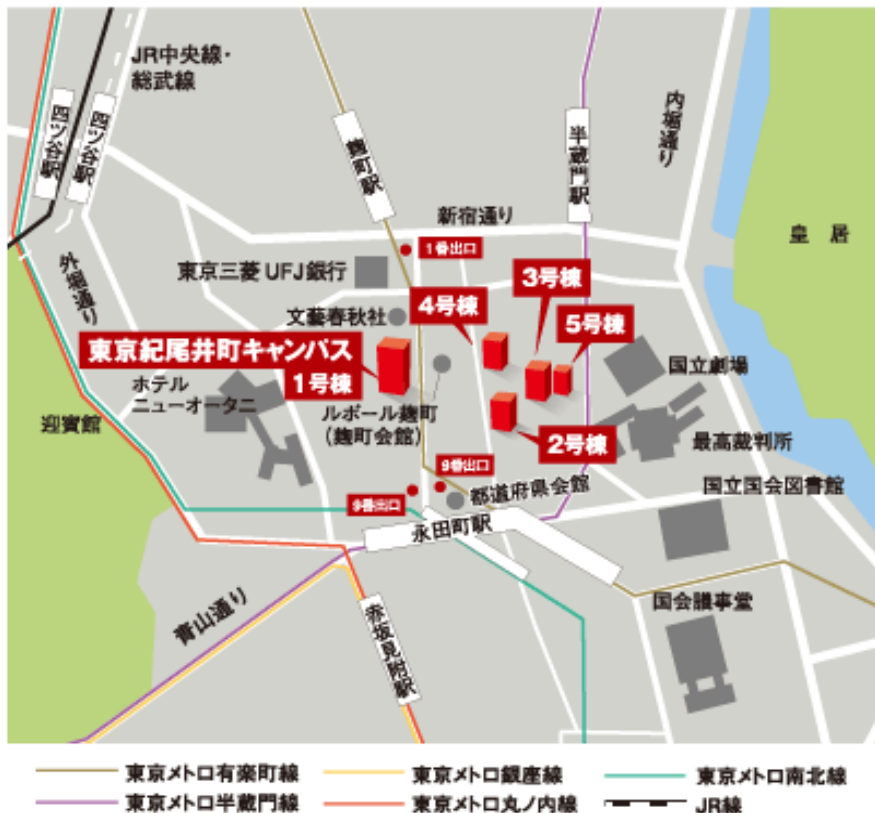 JR中央線・
総武線
四ツ谷駅
四ツ谷駅
麹町駅
半蔵門駅
内堀通り
新宿通り
皇 居
1番出口
外堀通り
東京三菱 UFJ銀行
3号棟
4号棟
文藝春秋社
5号棟
東京紀尾井町キャンパス
1号棟
国立劇場
ホテル
ニューオータニ
ルポール麹町
(麹町会館)
迎賓館
2号棟
最高裁判所
9番出口
9番出口
都道府県会館
国立国会図書館
永田町駅
青山通り
赤坂見附駅
国会議事堂
東京メトロ有楽町線
東京メトロ銀座線
東京メトロ南北線
東京メトロ半蔵門線
東京メトロ丸ノ内線
JR線